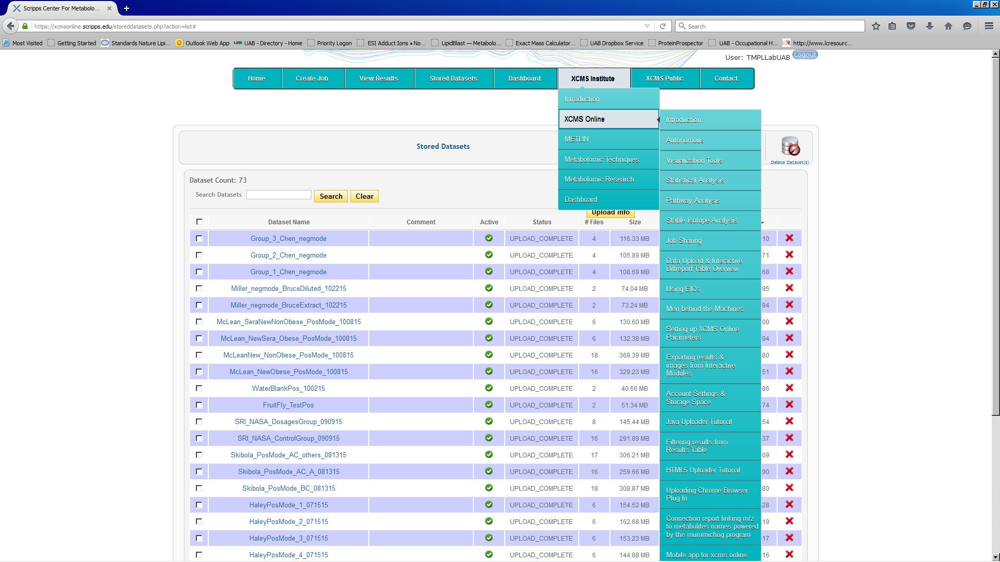 Scripps Center For Metabolo...
https://xcmsonline.scripps.edu/storeddatasets.php?action=list#
Search
Most Visited Getting Started Standards Nature Lipi... Outlook Web App UAB - Directory - Home Priority Logon ESI Adduct Ions • No... LipidBlast — Metabolo... Exact Mass Calculator... UAB Dropbox Service ProteinProspector UAB - Occupational H... http://www.lcresourc...
User: TMPLLabUAB Logout
Home Create Job View Results Stored Datasets Dashboard XCMS Institute XCMS Public Contact
Introduction
XCMS Online
METLIN
Metabolomic Techniques
Metabolomic Research
Dashboard
Introduction
Autonomous
Visualization Tools
Statistical Analysis
Pathway Analysis
Stable Isotope Analysis
Job Sharing
Data Upload & Interactive
Diffreport Table Overview
Using EICs
Men behind the Machines
Setting up XCMS Online
Parameters
Exporting results &
images from Interactive
Modules
Account Settings &
Storage Space
Java Uploader Tutorial
Filtering results from
Results Table
HTML5 Uploader Tutorial
Uploading-Chrome Browser
Plug In
Connection report linking m/z
to metabolites names powered
by the mummichog program
Mobile app for xcms online
Stored Datasets
Delete Dataset(s)
Dataset Count: 73
Search Datasets Search Clear
Upload Info
Dataset Name Comment Active Status # Files Size
Group_3_Chen_negmode UPLOAD_COMPLETE 4 116.33 MB 10
Group_2_Chen_negmode UPLOAD_COMPLETE 4 105.89 MB 71
Group_1_Chen_negmode UPLOAD_COMPLETE 4 108.69 MB 68
Miller_negmode_BruceDiluted_102215 UPLOAD_COMPLETE 2 74.04 MB 95
Miller_negmode_BruceExtract_102215 UPLOAD_COMPLETE 2 73.24 MB 94
McLean_SeraNewNonObese_PosMode_100815 UPLOAD_COMPLETE 6 130.60 MB 00
McLean_NewSera_Obese_PosMode_100815 UPLOAD_COMPLETE 6 132.38 MB 94
McLeanNew_NonObese_PosMode_100815 UPLOAD_COMPLETE 18 368.39 MB 80
McLean_NewObese_PosMode_100815 UPLOAD_COMPLETE 16 329.23 MB 51
WaterBlankPos_100215 UPLOAD_COMPLETE 2 40.66 MB 86
FruitFly_TestPos UPLOAD_COMPLETE 2 51.34 MB 74
SRI_NASA_DosagesGroup_090915 UPLOAD_COMPLETE 8 145.44 MB 54
SRI_NASA_ControlGroup_090915 UPLOAD_COMPLETE 16 291.89 MB 37
Skibola_PosMode_AC_others_081315 UPLOAD_COMPLETE 17 306.21 MB 09
Skibola_PosMode_AC_A_081315 UPLOAD_COMPLETE 16 259.66 MB 90
Skibola_PosMode_BC_081315 UPLOAD_COMPLETE 18 308.87 MB 80
HaleyPosMode_1_071515 UPLOAD_COMPLETE 6 154.52 MB 28
HaleyPosMode_2_071515 UPLOAD_COMPLETE 6 162.68 MB 19
HaleyPosMode_3_071515 UPLOAD_COMPLETE 6 153.23 MB 17
HaleyPosMode_4_071515 UPLOAD_COMPLETE 6 144.88 MB 16